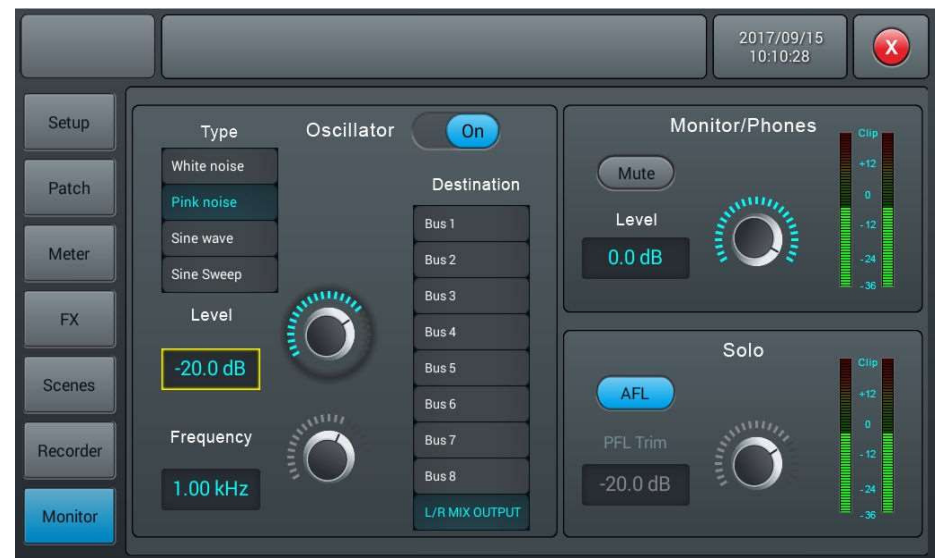 2017/09/15
10:10:28
X
Setup
Patch
Meter
FX
Scenes
Recorder
Monitor
Type
Oscillator
On
White noise
Pink noise
Sine wave
Sine Sweep
Level
-20.0 dB
Frequency
1.00 kHz
Destination
Bus 1
Bus 2
Bus 3
Bus 4
Bus 5
Bus 6
Bus 7
Bus 8
L/R MIX OUTPUT
Monitor/Phones
Mute
Level
0.0 dB
Clip
+12
0
-12
-24
-36
Solo
AFL
PFL Trim
-20.0 dB
Clip
+12
0
-12
-24
-36